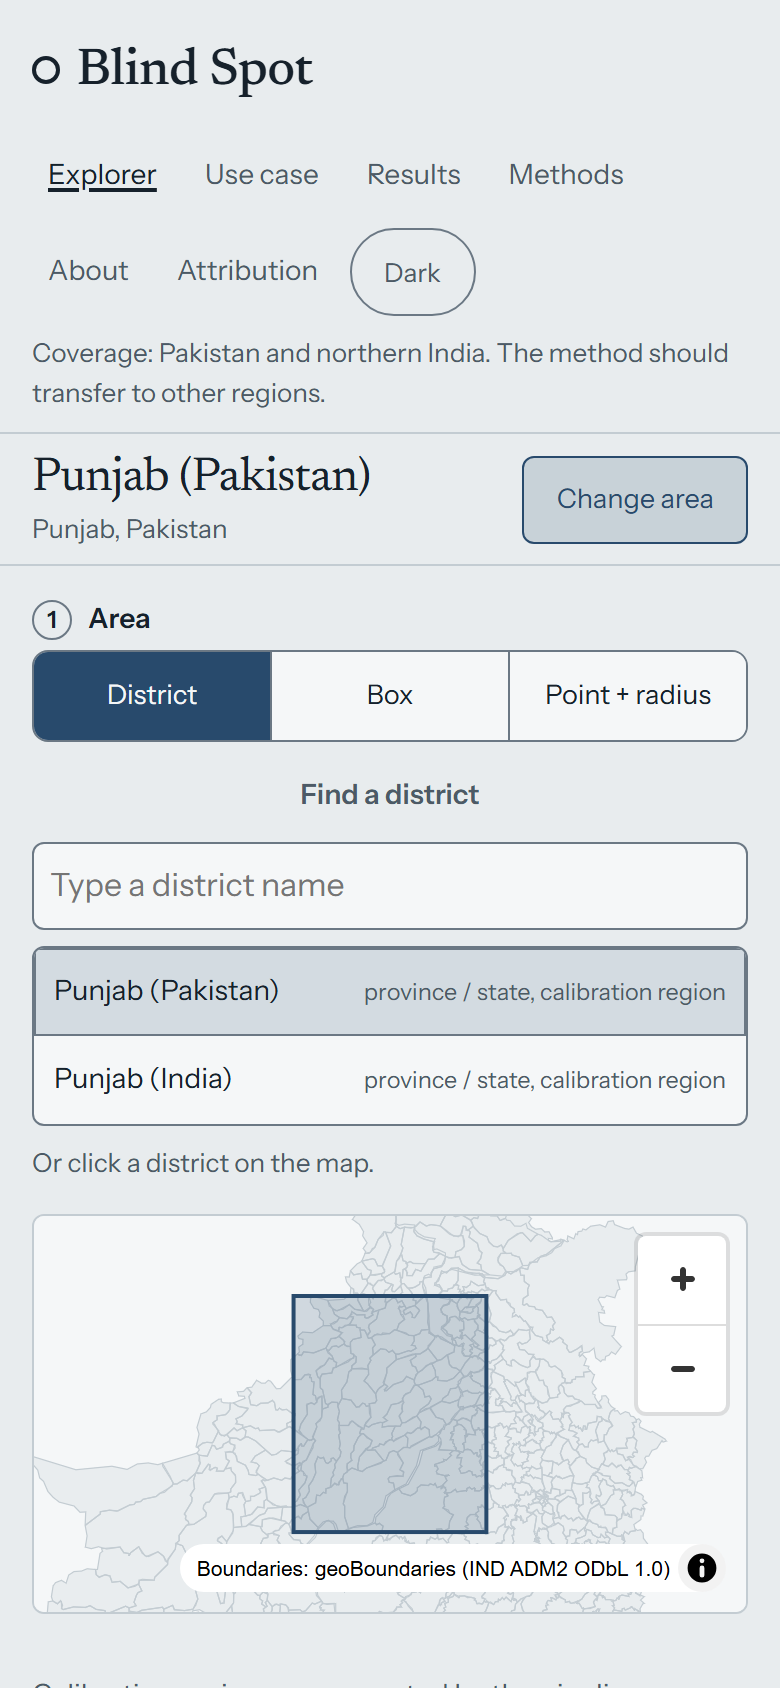 Blind Spot
Explorer Use case Results Methods
About Attribution Dark
Coverage: Pakistan and northern India. The method should
transfer to other regions.
Punjab (Pakistan)
Punjab, Pakistan
Change area
1 Area
District Box Point + radius
Find a district
Type a district name
Punjab (Pakistan) province / state, calibration region
Punjab (India) province / state, calibration region
Or click a district on the map.
+
−
Boundaries: geoBoundaries (IND ADM2 ODbL 1.0)